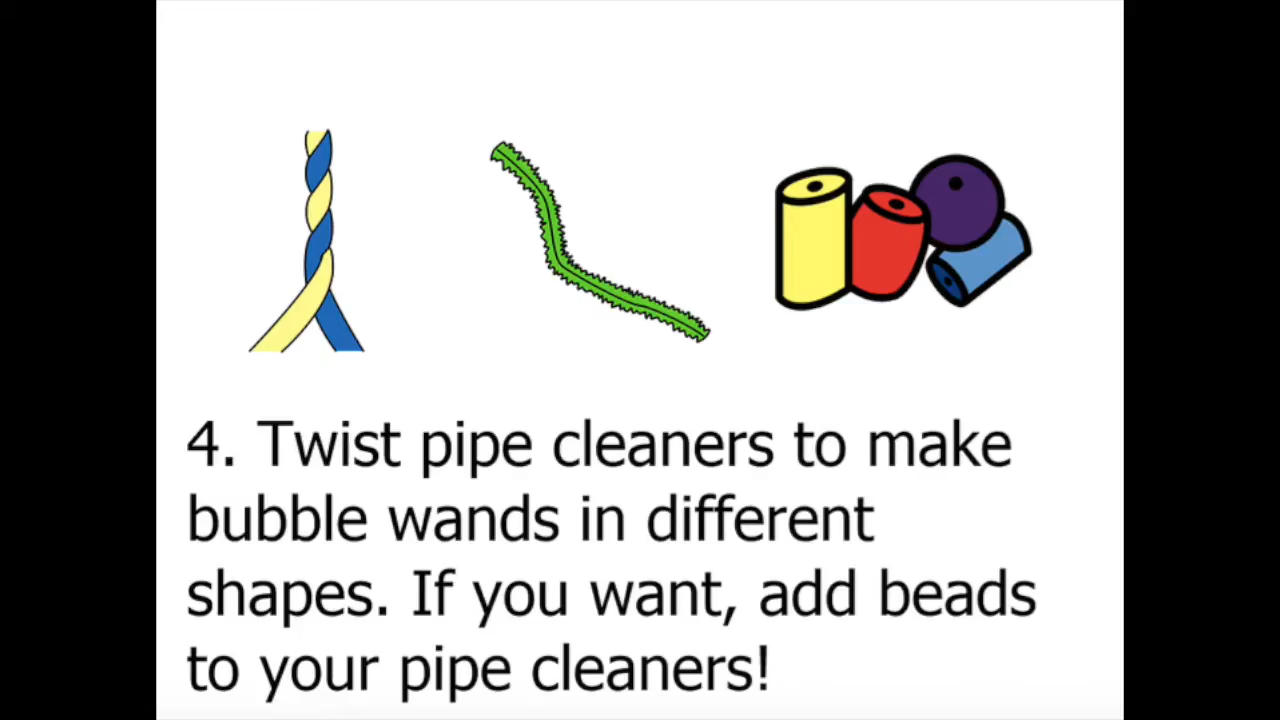 4. Twist pipe cleaners to make
bubble wands in different
shapes. If you want, add beads
to your pipe cleaners!